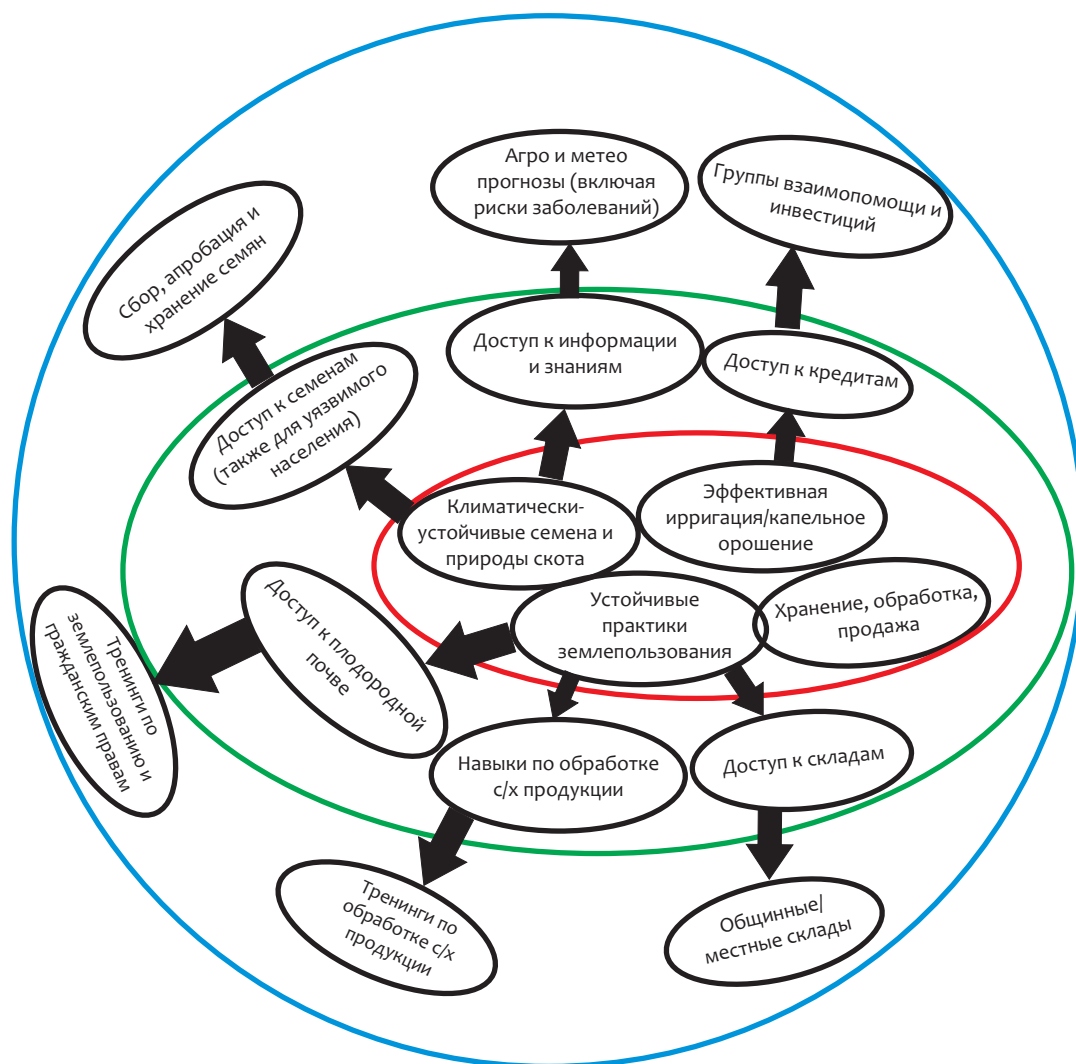 Агро и метео
прогнозы (включая
риски заболеваний)
Группы взаимопомощи и
инвестиций
Сбор, апробация и
хранение семян
Доступ к информации
и знаниям
Доступ к кредитам
Доступ к семенам
(также для уязвимого
населения)
Климатически-
устойчивые семена и
природы скота
Эффективная
ирригация/капельное
орошение
Устойчивые
практики
землепользования
Хранение, обработка,
продажа
Доступ к плодородной
почве
Тренинги по
землепользованию и
гражданским правам
Навыки по обработке
с/х продукции
Доступ к складам
Тренинги по
обработке с/х
продукции
Общинные/
местные склады